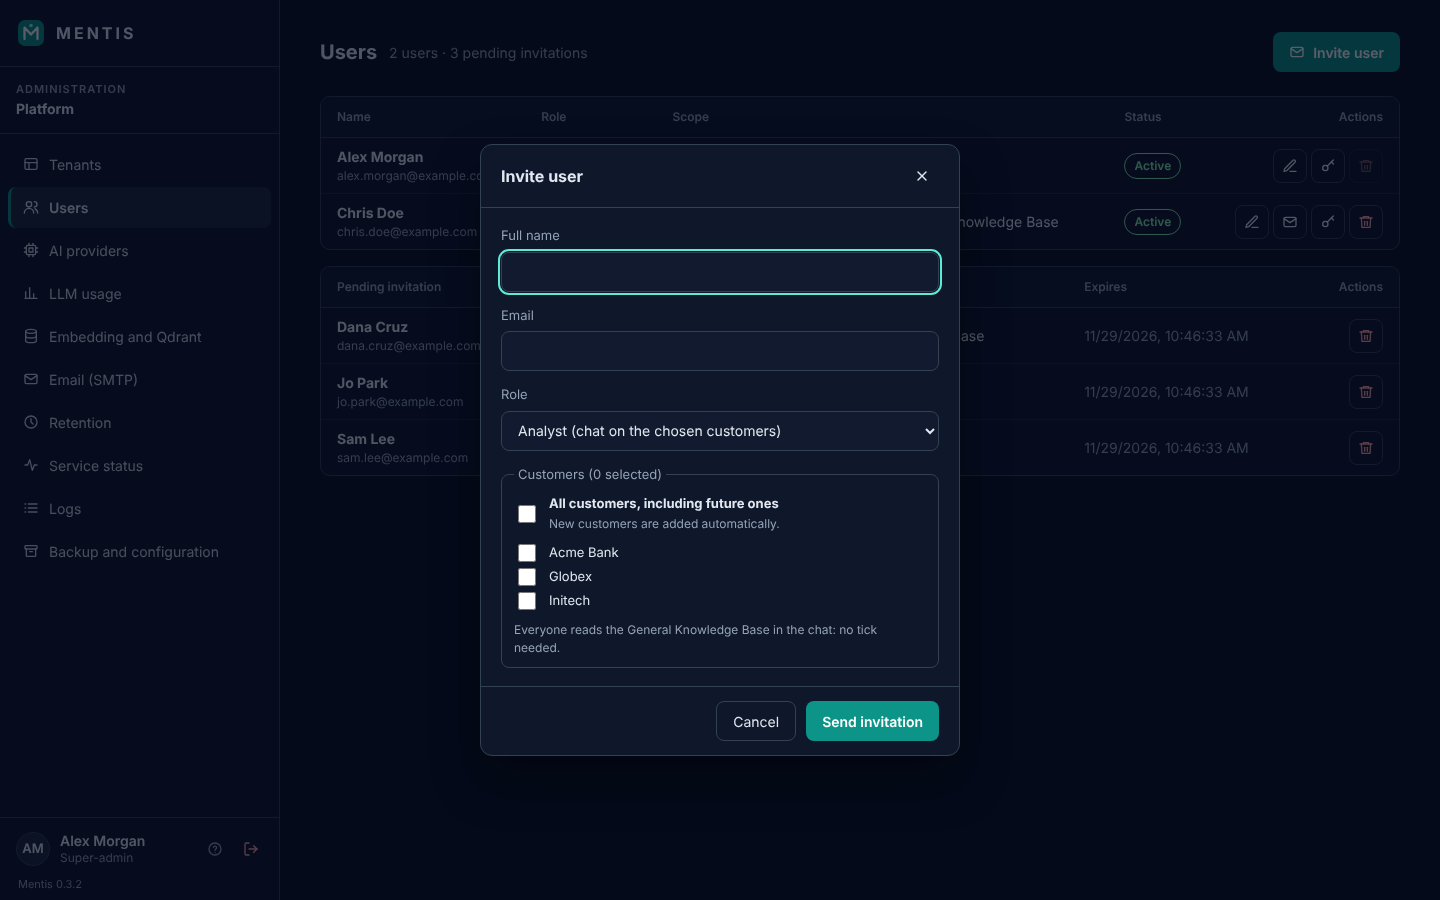 MENTIS
ADMINISTRATION
Platform
Tenants
Users
AI providers
LLM usage
Embedding and Qdrant
Email (SMTP)
Retention
Service status
Logs
Backup and configuration
AM
Alex Morgan
Super-admin
Mentis 0.3.2
Users 2 users · 3 pending invitations
Invite user
Name Role Scope Status Actions
Alex Morgan
alex.morgan@example.co
Active
Chris Doe
chris.doe@example.com
nowledge Base
Active
Pending invitation Expires Actions
Dana Cruz
dana.cruz@example.com
ase
11/29/2026, 10:46:33 AM
Jo Park
jo.park@example.com
11/29/2026, 10:46:33 AM
Sam Lee
sam.lee@example.com
11/29/2026, 10:46:33 AM
Invite user
Full name
Email
Role
Analyst (chat on the chosen customers)
Customers (0 selected)
All customers, including future ones
New customers are added automatically.
Acme Bank
Globex
Initech
Everyone reads the General Knowledge Base in the chat: no tick
needed.
Cancel
Send invitation